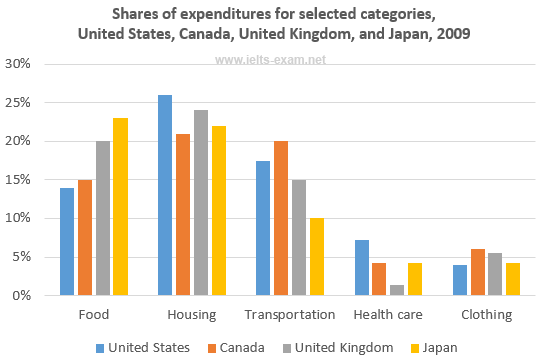 Shares of expenditures for selected categories,
United States, Canada, United Kingdom, and Japan, 2009
www.ielts-exam.net
30%
25%
20%
15%
10%
5%
0%
Food Housing Transportation Health care Clothing
United States Canada United Kingdom Japan